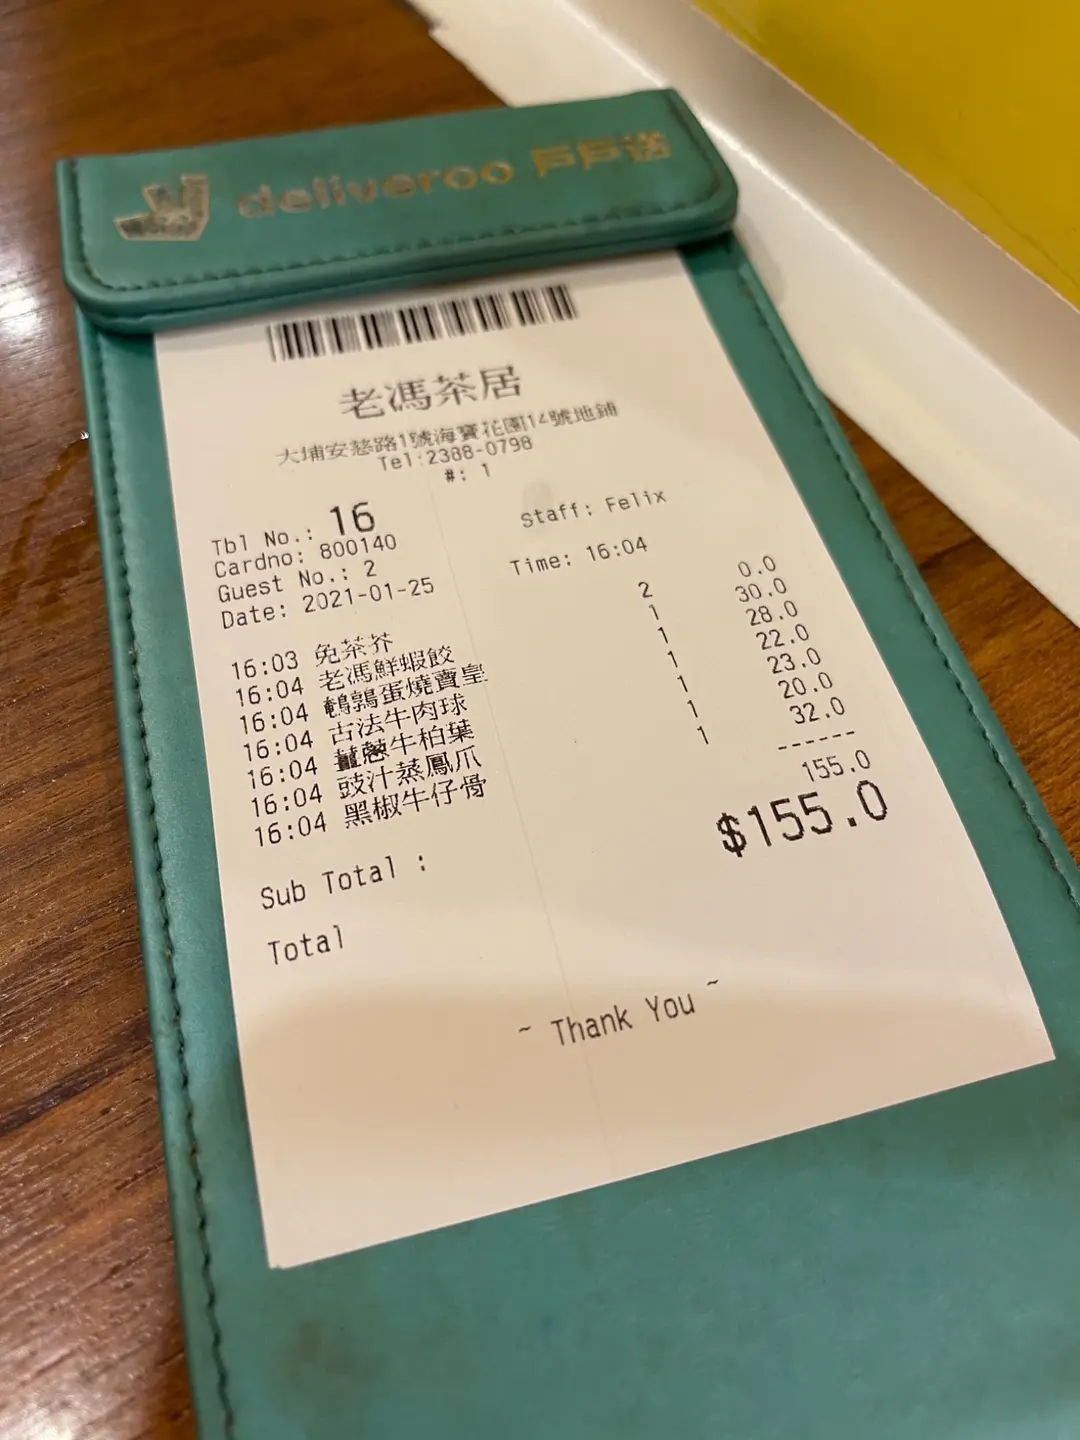 deliveroo 戶戶送
老馮茶居
大埔安慈路1號海寶花園14號地鋪
Tel:2388-0798
#: 1
Tbl No.: 16 Staff: Felix
Cardno: 800140
Guest No.: 2
Date: 2021-01-25 Time: 16:04
16:03 免茶芥 2 0.0
16:04 老馮鮮蝦餃 1 30.0
16:04 鵪鶉蛋燒賣皇 1 28.0
16:04 古法牛肉球 1 22.0
16:04 薑蔥牛柏葉 1 23.0
16:04 豉汁蒸鳳爪 1 20.0
16:04 黑椒牛仔骨 1 32.0
------
Sub Total : 155.0
Total $155.0
~ Thank You ~